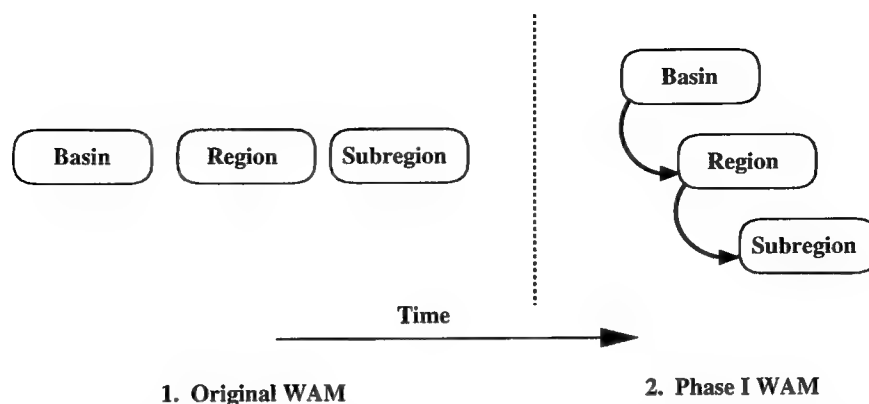 Basin
Basin Region Subregion
Region
Subregion
Time
1. Original WAM 2. Phase I WAM